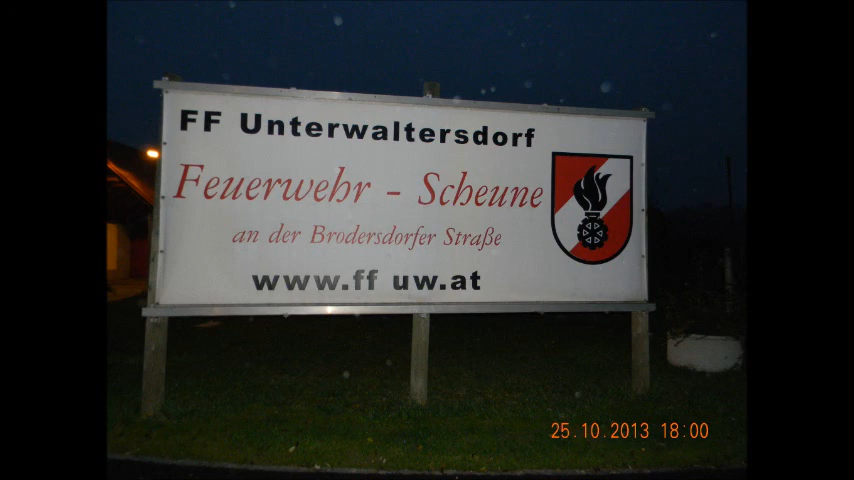 FF Unterwaltersdorf
Feuerwehr - Scheune
an der Brodersdorfer Straße
www.ff uw.at
25.10.2013 18:00